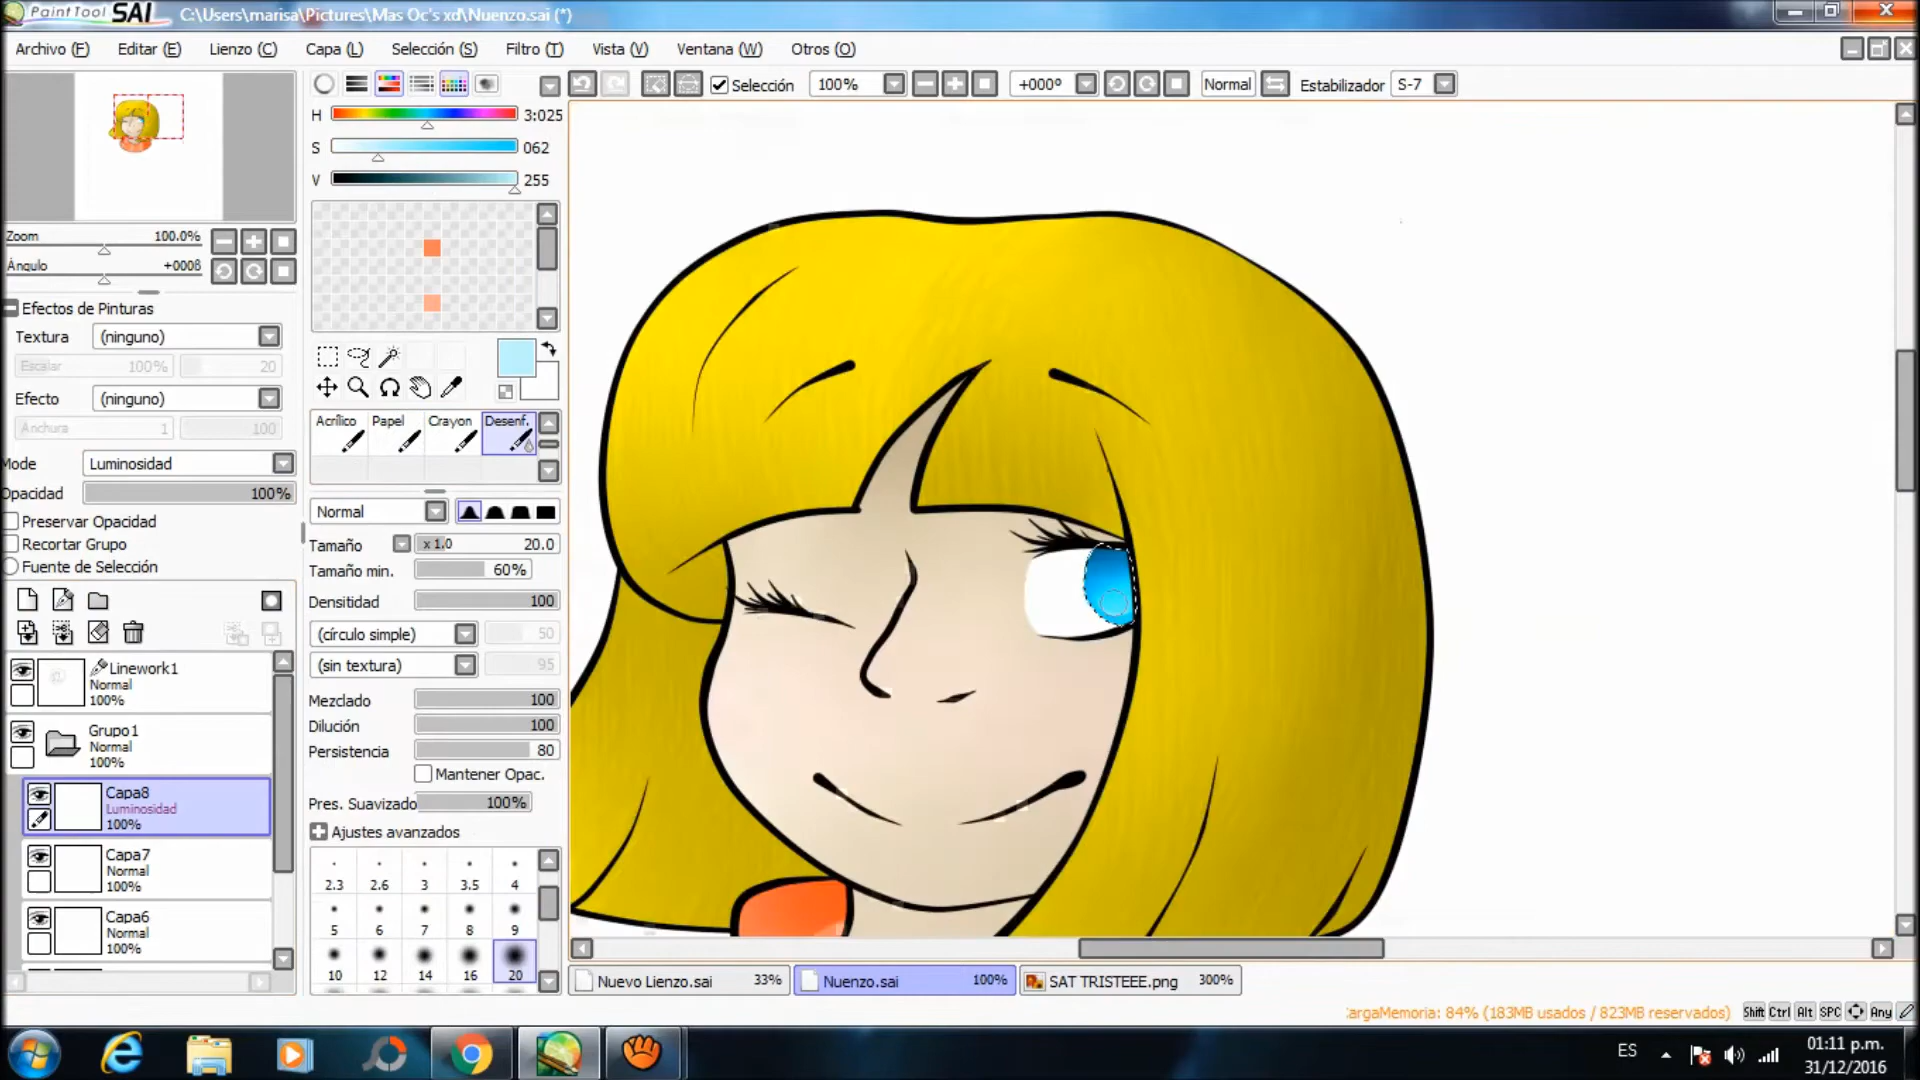 PaintTool SAI C:\Users\marisa\Pictures\Mas Oc's xd\Nuenzo.sai (*)
Archivo (F) Editar (E) Lienzo (C) Capa (L) Selección (S) Filtro (T) Vista (V) Ventana (W) Otros (O)
Selección 100% +000º Normal Estabilizador S-7
H 3:025
S 062
V 255
Zoom 100.0%
Ángulo +000ß
Efectos de Pinturas
Textura (ninguno)
Escalar 100% 20
Efecto (ninguno)
Anchura 1 100
Mode Luminosidad
Opacidad 100%
Preservar Opacidad
Recortar Grupo
Fuente de Selección
Linework1
Normal
100%
Grupo1
Normal
100%
Capa8
Luminosidad
100%
Capa7
Normal
100%
Capa6
Normal
100%
Acrílico Papel Crayon Desenf.
Normal
Tamaño x 1.0 20.0
Tamaño min. 60%
Densitidad 100
(círculo simple) 50
(sin textura) 95
Mezclado 100
Dilución 100
Persistencia 80
Mantener Opac.
Pres. Suavizado 100%
Ajustes avanzados
2.3 2.6 3 3.5 4
5 6 7 8 9
10 12 14 16 20
Nuevo Lienzo.sai 33% Nuenzo.sai 100% SAT TRISTEEE.png 300%
CargaMemoria: 84% (183MB usados / 823MB reservados) Shift Ctrl Alt SPC Any
ES
01:11 p.m.
31/12/2016